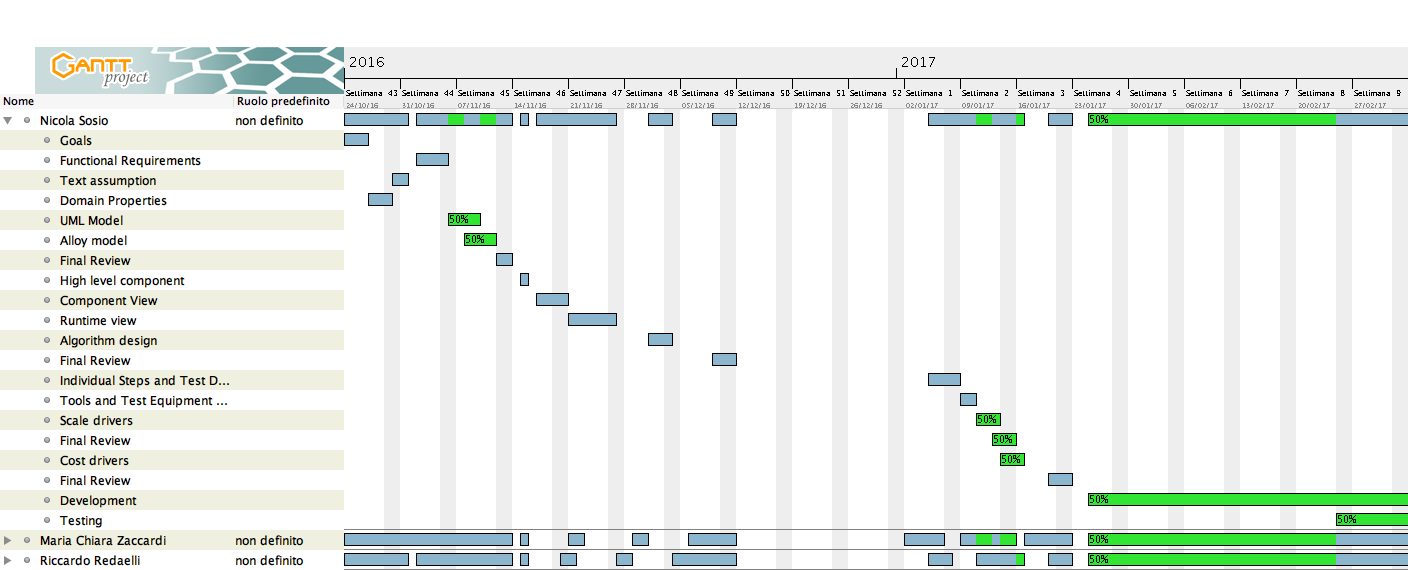 GANTT
project
2016
2017
Settimana 43 Settimana 44 Settimana 45 Settimana 46 Settimana 47 Settimana 48 Settimana 49 Settimana 50 Settimana 51 Settimana 52 Settimana 1 Settimana 2 Settimana 3 Settimana 4 Settimana 5 Settimana 6 Settimana 7 Settimana 8 Settimana 9
Nome Ruolo predefinito
24/10/16 31/10/16 07/11/16 14/11/16 21/11/16 28/11/16 05/12/16 12/12/16 19/12/16 26/12/16 02/01/17 09/01/17 16/01/17 23/01/17 30/01/17 06/02/17 13/02/17 20/02/17 27/02/17
Nicola Sosio non definito 50%
Goals
Functional Requirements
Text assumption
Domain Properties
UML Model 50%
Alloy model 50%
Final Review
High level component
Component View
Runtime view
Algorithm design
Final Review
Individual Steps and Test D...
Tools and Test Equipment ...
Scale drivers 50%
Final Review 50%
Cost drivers 50%
Final Review
Development 50%
Testing 50%
Maria Chiara Zaccardi non definito 50%
Riccardo Redaelli non definito 50%